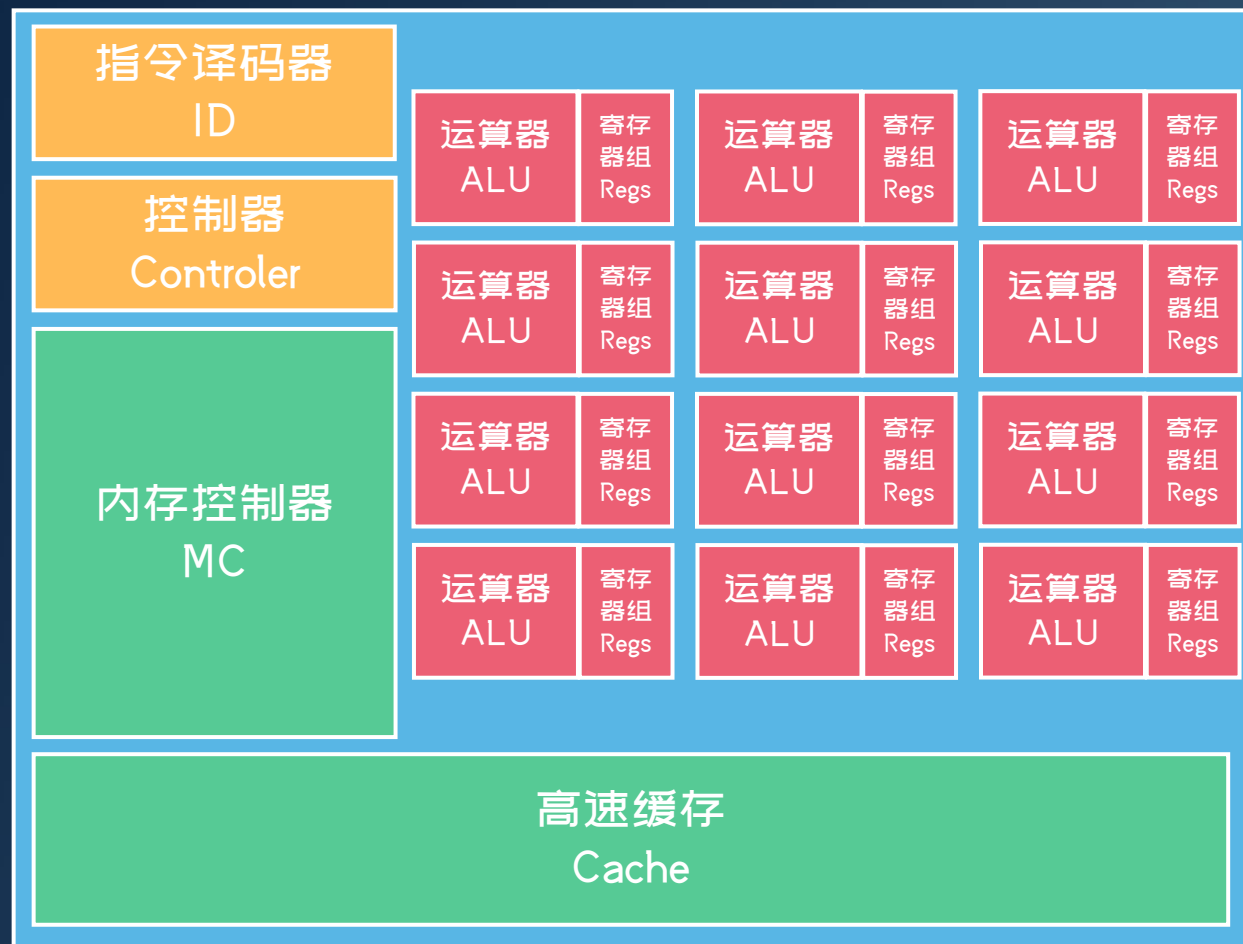 指令译码器
ID
控制器
Controler
内存控制器
MC
运算器
ALU
寄存
器组
Regs
运算器
ALU
寄存
器组
Regs
运算器
ALU
寄存
器组
Regs
运算器
ALU
寄存
器组
Regs
运算器
ALU
寄存
器组
Regs
运算器
ALU
寄存
器组
Regs
运算器
ALU
寄存
器组
Regs
运算器
ALU
寄存
器组
Regs
运算器
ALU
寄存
器组
Regs
运算器
ALU
寄存
器组
Regs
运算器
ALU
寄存
器组
Regs
运算器
ALU
寄存
器组
Regs
高速缓存
Cache